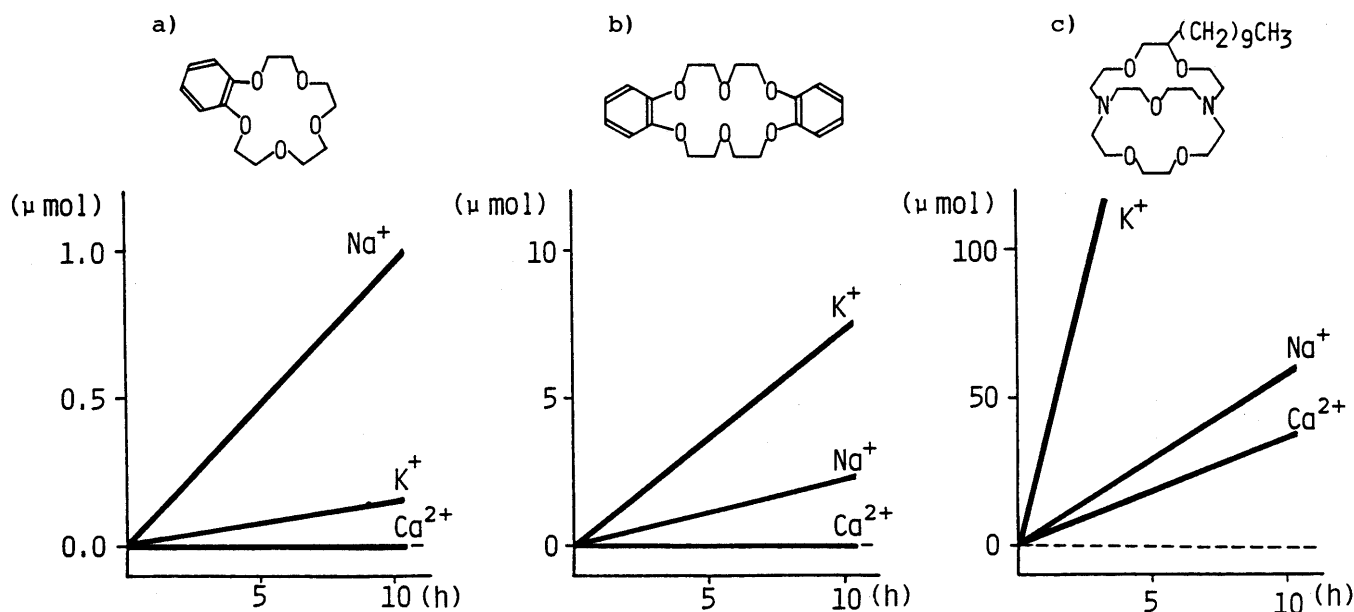 a)
O
O
O
O
O
b)
O O O
O O O
c)
(CH2)9CH3
O O
N O N
O O
(μ mol)
1.0
0.5
0.0
Na+
K+
Ca2+
5 10 (h)
(μ mol)
10
5
0
K+
Na+
Ca2+
5 10 (h)
(μ mol)
100
50
0
K+
Na+
Ca2+
5 10 (h)